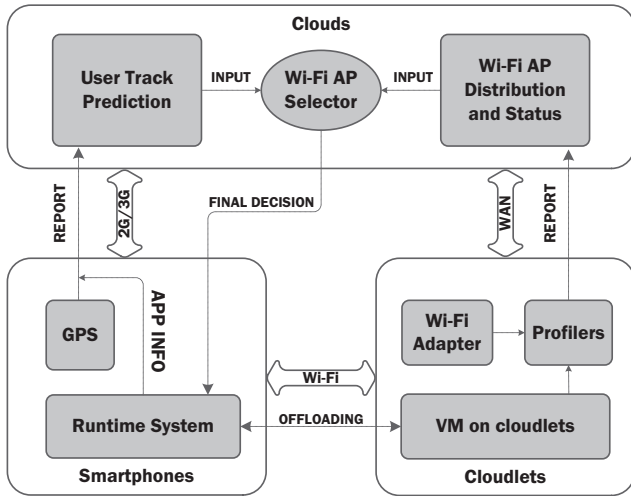 Clouds
User Track
Prediction
INPUT
Wi-Fi AP
Selector
INPUT
Wi-Fi AP
Distribution
and Status
REPORT
2G/3G
FINAL DECISION
WAN
REPORT
GPS
APP INFO
Wi-Fi
Adapter
Profilers
Wi-Fi
Runtime System
OFFLOADING
VM on cloudlets
Smartphones
Cloudlets